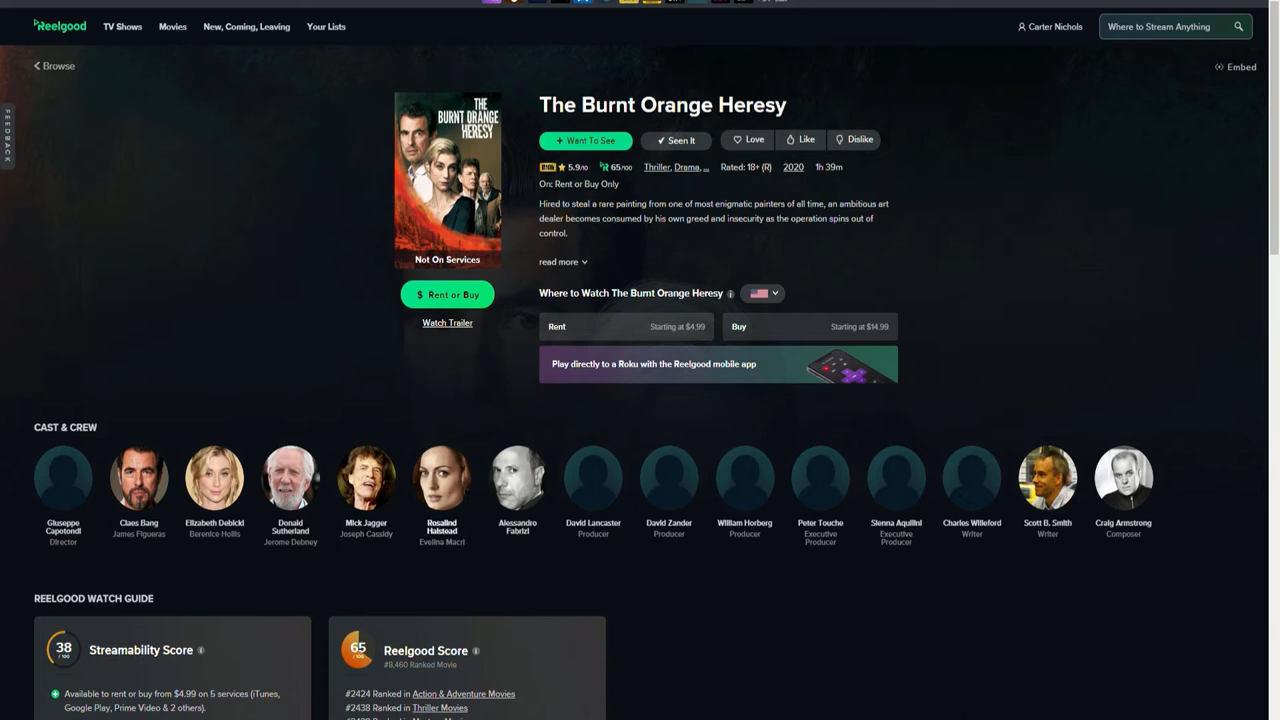 Reelgood
TV Shows
Movies
New, Coming, Leaving
Your Lists
Carter Nichols
Where to Stream Anything
Browse
Embed
FEEDBACK
THE
BURNT ORANGE
HERESY
Not On Services
$ Rent or Buy
Watch Trailer
The Burnt Orange Heresy
+ Want To See
Seen It
Love
Like
Dislike
5.9/10
65/100
Thriller, Drama, ...
Rated: 18+ (R)
2020
1h 39m
On: Rent or Buy Only
Hired to steal a rare painting from one of most enigmatic painters of all time, an ambitious art
dealer becomes consumed by his own greed and insecurity as the operation spins out of
control.
read more
Where to Watch The Burnt Orange Heresy
Rent
Starting at $4.99
Buy
Starting at $14.99
Play directly to a Roku with the Reelgood mobile app
CAST & CREW
Giuseppe
Capotondi
Director
Claes Bang
James Figueras
Elizabeth Debicki
Berenice Hollis
Donald
Sutherland
Jerome Debney
Mick Jagger
Joseph Cassidy
Rosalind
Halstead
Evelina Macri
Alessandro
Fabrizi
David Lancaster
Producer
David Zander
Producer
William Horberg
Producer
Peter Touche
Executive
Producer
Sienna Aquilini
Executive
Producer
Charles Willeford
Writer
Scott B. Smith
Writer
Craig Armstrong
Composer
REELGOOD WATCH GUIDE
38
/ 100
Streamability Score
Available to rent or buy from $4.99 on 5 services (iTunes,
Google Play, Prime Video & 2 others).
65
/ 100
Reelgood Score
#8,460 Ranked Movie
#2424 Ranked in Action & Adventure Movies
#2438 Ranked in Thriller Movies